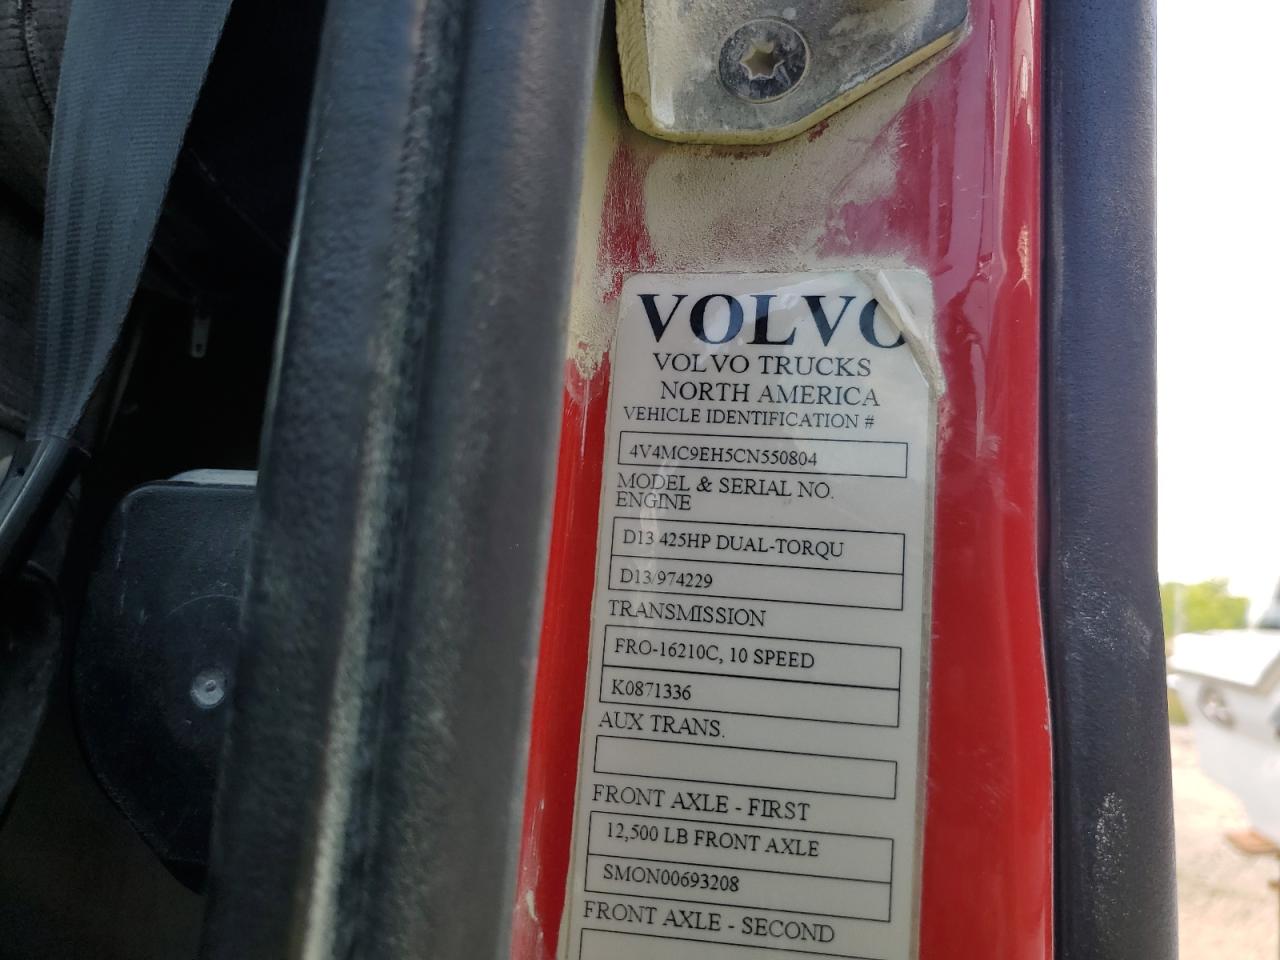 VOLVO
VOLVO TRUCKS
NORTH AMERICA
VEHICLE IDENTIFICATION #
4V4MC9EH5CN550804
MODEL & SERIAL NO.
ENGINE
D13 425HP DUAL-TORQU
D13/974229
TRANSMISSION
FRO-16210C, 10 SPEED
K0871336
AUX TRANS.
FRONT AXLE - FIRST
12,500 LB FRONT AXLE
SMON00693208
FRONT AXLE - SECOND